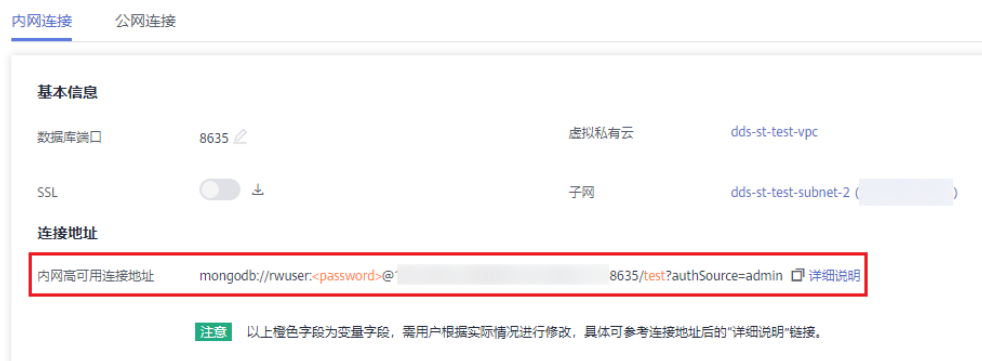 内网连接 公网连接
基本信息
数据库端口 8635 虚拟私有云 dds-st-test-vpc
SSL 子网 dds-st-test-subnet-2 ( )
连接地址
内网高可用连接地址 mongodb://rwuser:<password>@ 8635/test?authSource=admin 详细说明
注意 以上橙色字段为变量字段，需用户根据实际情况进行修改，具体可参考连接地址后的“详细说明”链接。